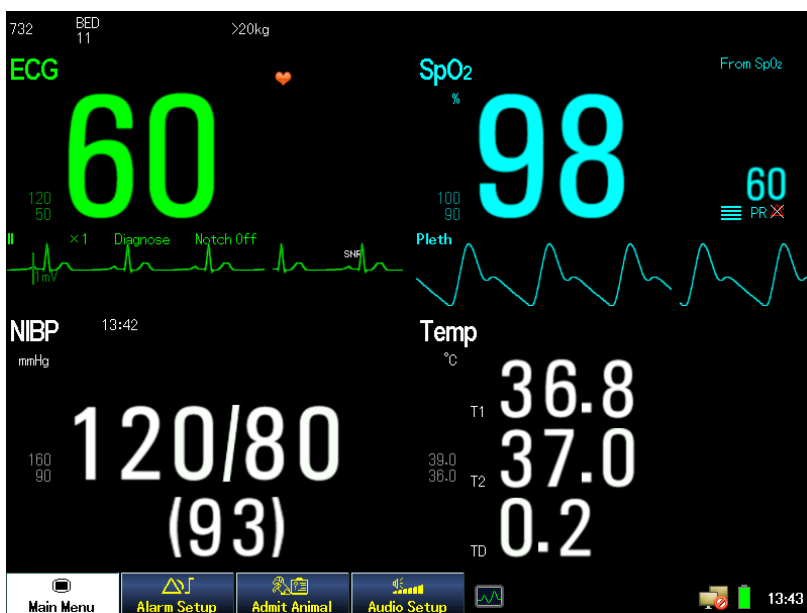 732 BED >20kg
11
ECG
60
120
50
II ×1 Diagnose Notch Off
SNR
1mV
SpO2 From SpO2
%
98
100
90
60
PR
Pleth
NIBP 13:42
mmHg
120/80
160
90
(93)
Temp
°C
T1 36.8
39.0
36.0
T2 37.0
TD 0.2
Main Menu Alarm Setup Admit Animal Audio Setup 13:43